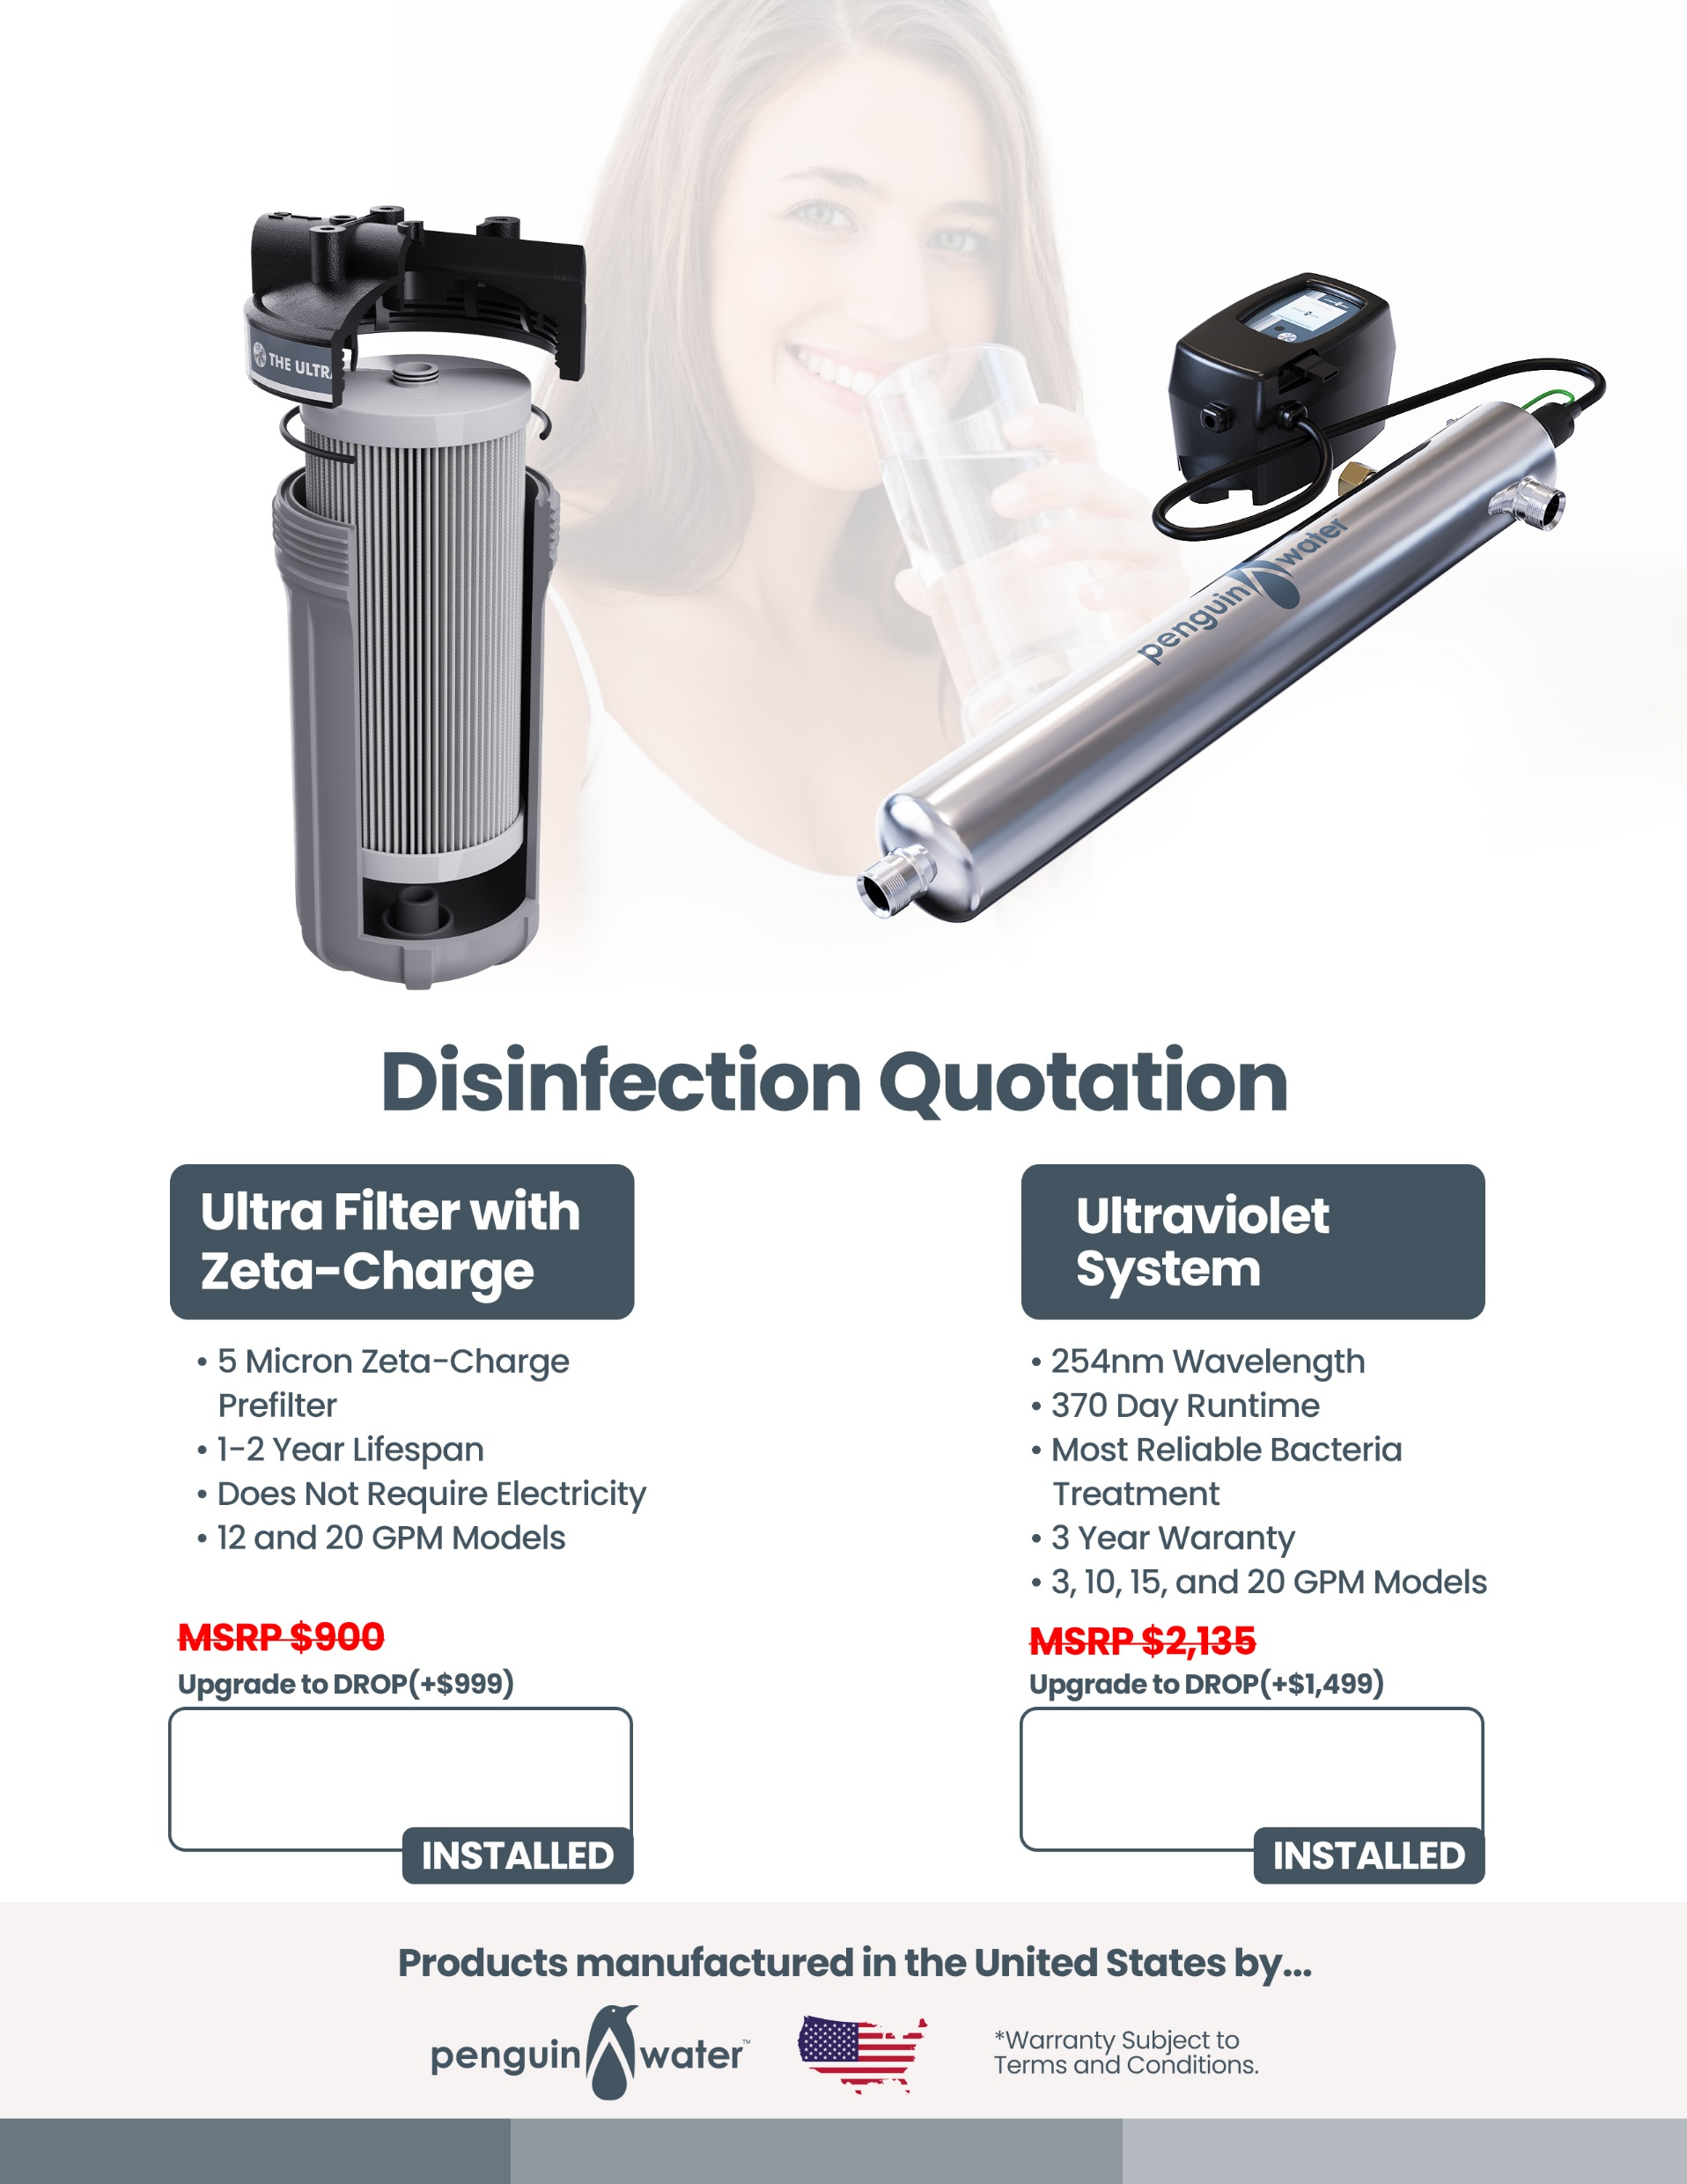 THE ULTR
penguin water
Disinfection Quotation
Ultra Filter with
Zeta-Charge
• 5 Micron Zeta-Charge
Prefilter
• 1-2 Year Lifespan
• Does Not Require Electricity
• 12 and 20 GPM Models
MSRP $900
Upgrade to DROP(+$999)
INSTALLED
Ultraviolet
System
• 254nm Wavelength
• 370 Day Runtime
• Most Reliable Bacteria
Treatment
• 3 Year Waranty
• 3, 10, 15, and 20 GPM Models
MSRP $2,135
Upgrade to DROP(+$1,499)
INSTALLED
Products manufactured in the United States by...
penguin water™
*Warranty Subject to
Terms and Conditions.